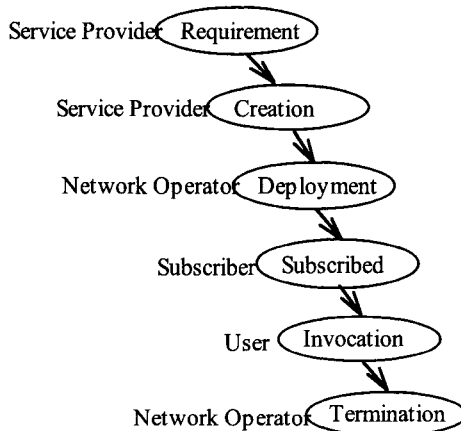 Service Provider Requirement
Service Provider Creation
Network Operator Deployment
Subscriber Subscribed
User Invocation
Network Operator Termination